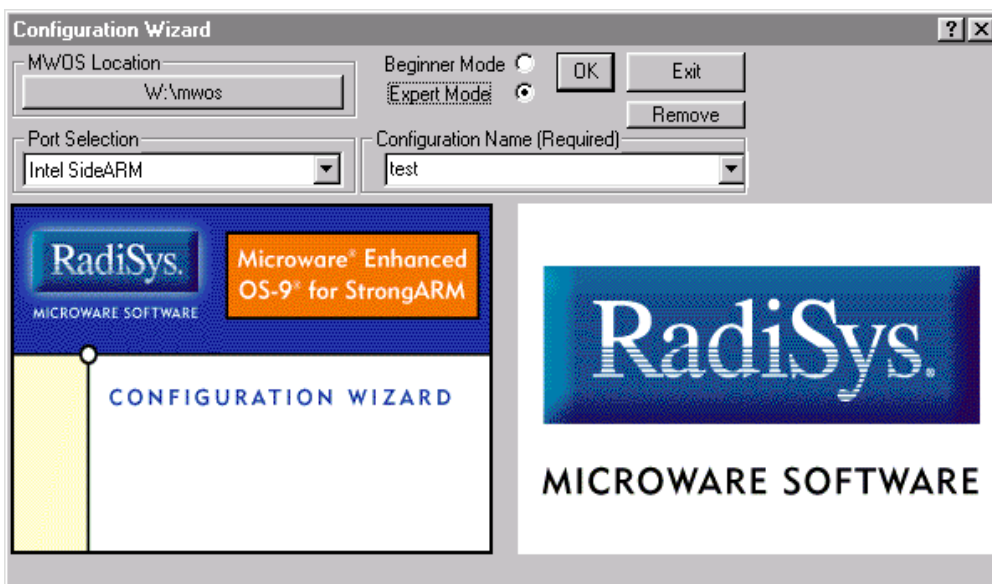 Configuration Wizard
MWOS Location
W:\mwos
Beginner Mode
Expert Mode
OK
Exit
Remove
Port Selection
Intel SideARM
Configuration Name (Required)
test
RadiSys.
MICROWARE SOFTWARE
Microware® Enhanced
OS-9® for StrongARM
CONFIGURATION WIZARD
RadiSys.®
MICROWARE SOFTWARE